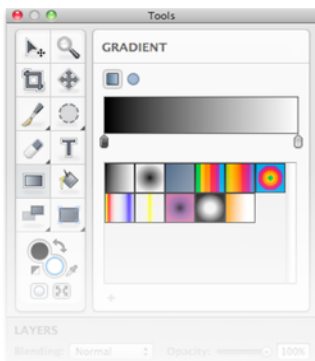 Tools
GRADIENT
T
LAYERS
Blending: Normal Opacity: 100%